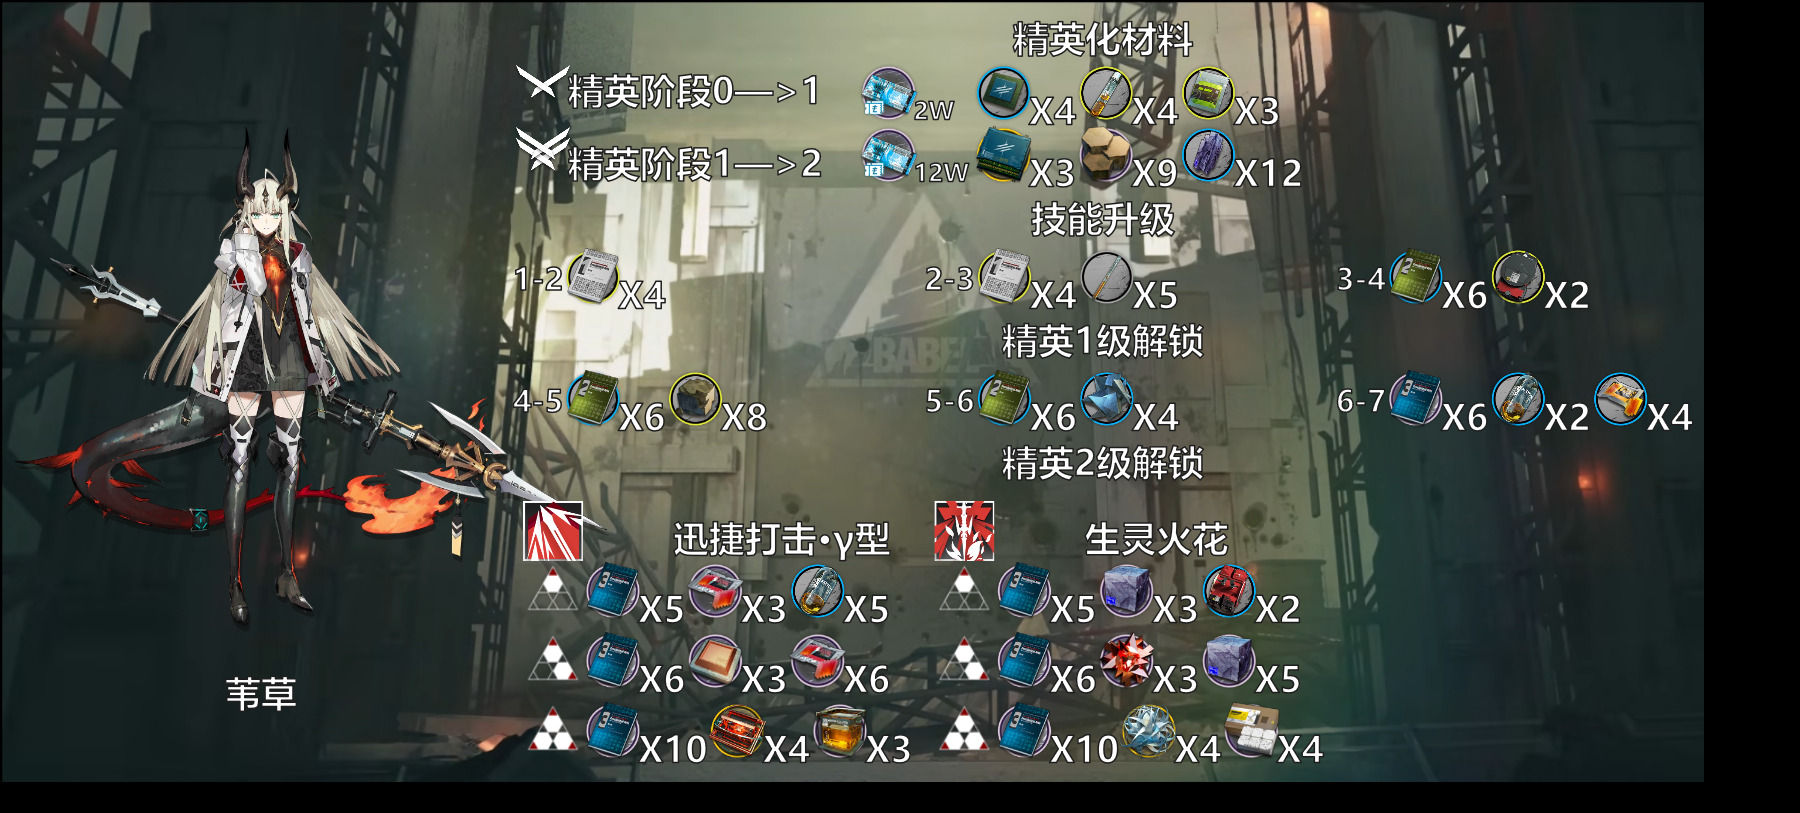 精英化材料
精英阶段0—>1 2W X4 X4 X3
精英阶段1—>2 12W X3 X9 X12
技能升级
1-2 X4 2-3 X4 X5 3-4 X6 X2
精英1级解锁
BABEL
4-5 X6 X8 5-6 X6 X4 6-7 X6 X2 X4
精英2级解锁
迅捷打击·γ型 生灵火花
X5 X3 X5 X5 X3 X2
X6 X3 X6 X6 X3 X5
苇草
X10 X4 X3 X10 X4 X4